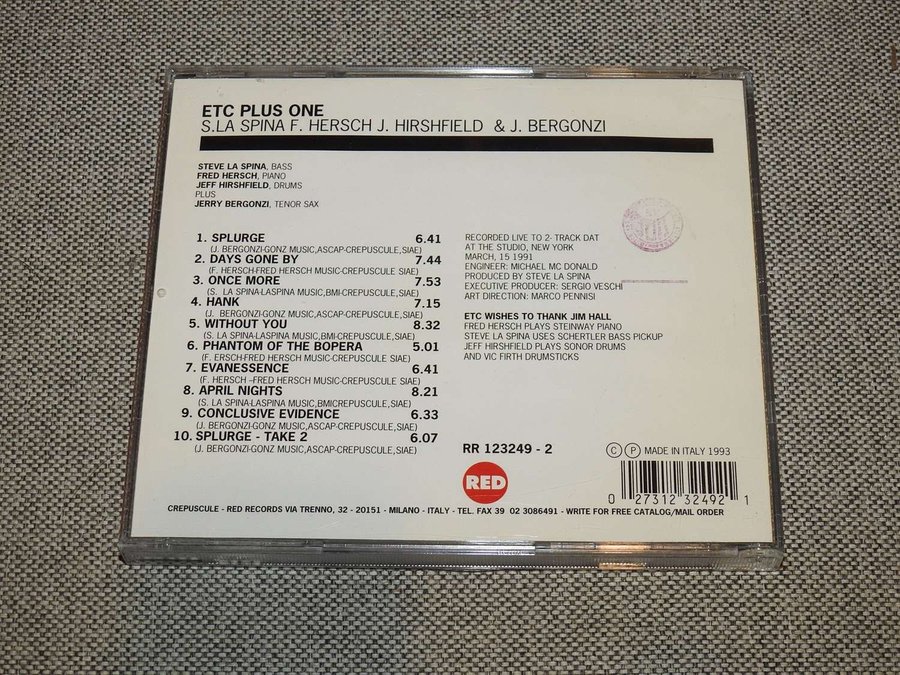 ETC PLUS ONE
S.LA SPINA F. HERSCH J. HIRSHFIELD & J. BERGONZI
STEVE LA SPINA, BASS
FRED HERSCH, PIANO
JEFF HIRSHFIELD, DRUMS
PLUS
JERRY BERGONZI, TENOR SAX
1. SPLURGE 6.41
(J. BERGONZI-GONZ MUSIC,ASCAP-CREPUSCULE,SIAE)
2. DAYS GONE BY 7.44
(F. HERSCH-FRED HERSCH MUSIC-CREPUSCULE SIAE)
3. ONCE MORE 7.53
(S. LA SPINA-LASPINA MUSIC,BMI-CREPUSCULE,SIAE)
4. HANK 7.15
(J. BERGONZI-GONZ MUSIC,ASCAP-CREPUSCULE,SIAE)
5. WITHOUT YOU 8.32
(S. LA SPINA-LASPINA MUSIC,BMI-CREPUSCULE,SIAE)
6. PHANTOM OF THE BOPERA 5.01
(F. ERSCH-FRED HERSCH MUSIC-CREPUSCULE SIAE)
7. EVANESSENCE 6.41
(F. HERSCH -FRED HERSCH MUSIC-CREPUSCULE SIAE)
8. APRIL NIGHTS 8.21
(S. LA SPINA-LASPINA MUSIC,BMICREPUSCULE,SIAE)
9. CONCLUSIVE EVIDENCE 6.33
(J. BERGONZI-GONZ MUSIC,ASCAP-CREPUSCULE,SIAE)
10. SPLURGE - TAKE 2 6.07
(J. BERGONZI-GONZ MUSIC,ASCAP-CREPUSCULE,SIAE)
RECORDED LIVE TO 2- TRACK DAT
AT THE STUDIO, NEW YORK
MARCH, 15 1991
ENGINEER: MICHAEL MC DONALD
PRODUCED BY STEVE LA SPINA
EXECUTIVE PRODUCER: SERGIO VESCHI
ART DIRECTION: MARCO PENNISI
ETC WISHES TO THANK JIM HALL
FRED HERSCH PLAYS STEINWAY PIANO
STEVE LA SPINA USES SCHERTLER BASS PICKUP
JEFF HIRSHFIELD PLAYS SONOR DRUMS
AND VIC FIRTH DRUMSTICKS
RR 123249 - 2
Ⓒ Ⓟ MADE IN ITALY 1993
RED
0 27312 32492 1
CREPUSCULE - RED RECORDS VIA TRENNO, 32 - 20151 - MILANO - ITALY - TEL. FAX 39 02 3086491 - WRITE FOR FREE CATALOG/MAIL ORDER